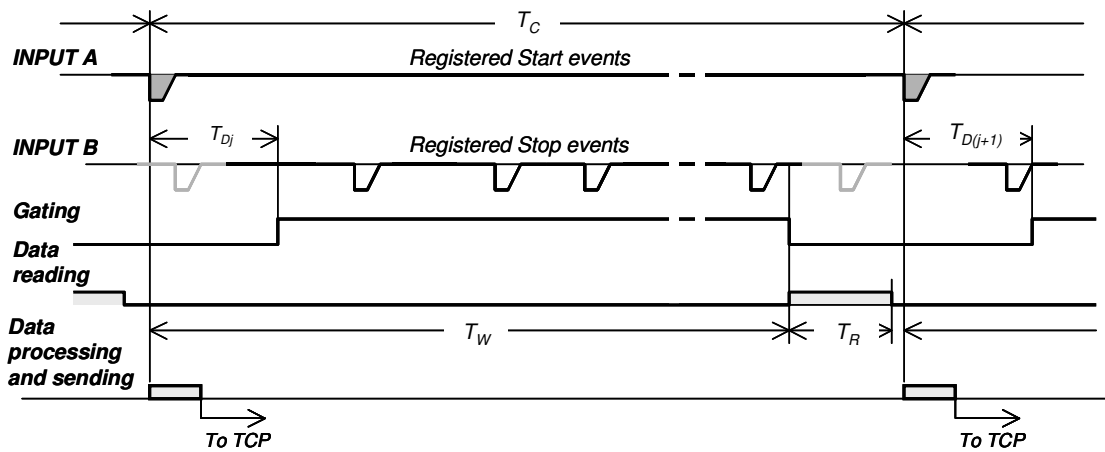 T_C
INPUT A
Registered Start events
T_Dj
T_D(j+1)
INPUT B
Registered Stop events
Gating
Data
reading
T_W
T_R
Data
processing
and sending
To TCP
To TCP